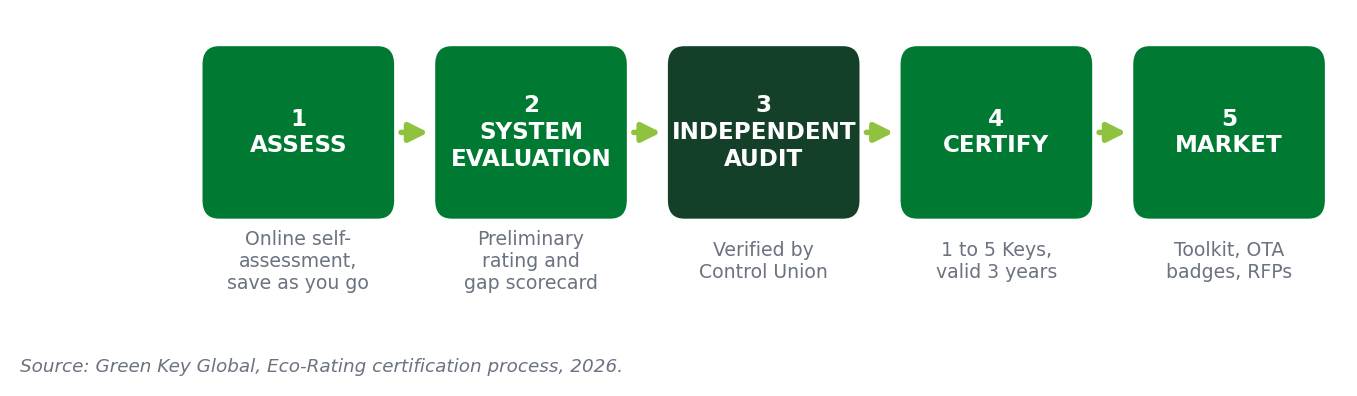 1
ASSESS
Online self-
assessment,
save as you go
2
SYSTEM
EVALUATION
Preliminary
rating and
gap scorecard
3
INDEPENDENT
AUDIT
Verified by
Control Union
4
CERTIFY
1 to 5 Keys,
valid 3 years
5
MARKET
Toolkit, OTA
badges, RFPs
Source: Green Key Global, Eco-Rating certification process, 2026.